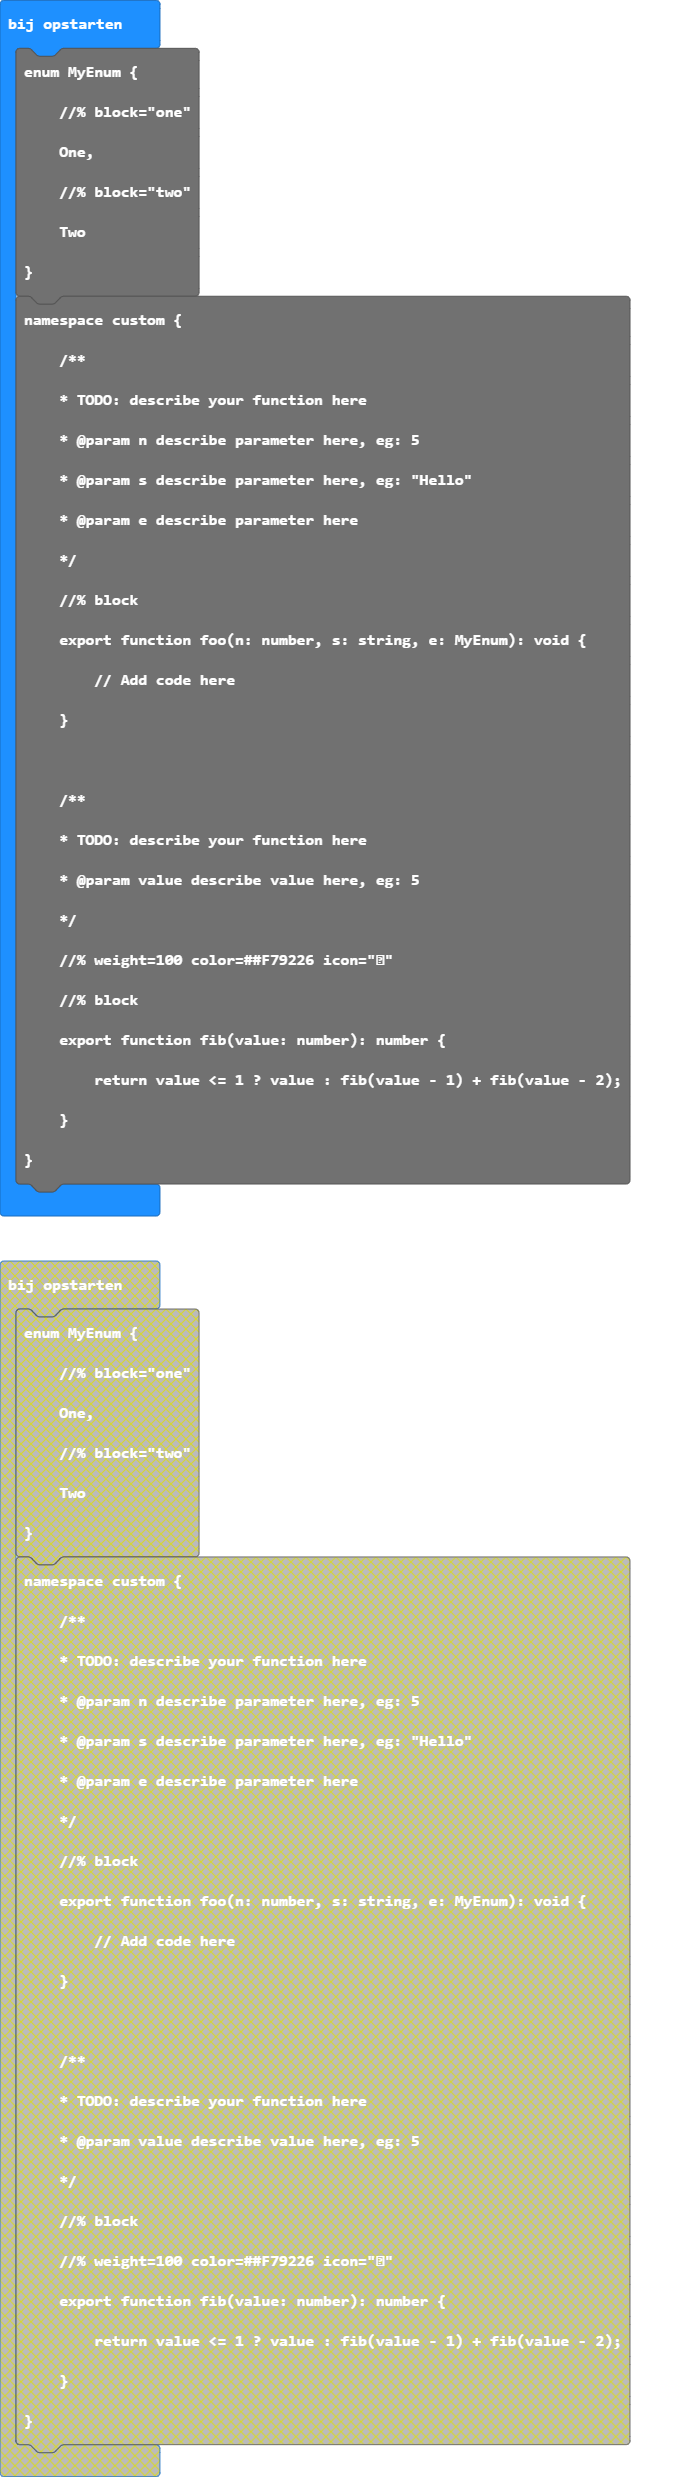 bij opstarten
enum MyEnum {
//% block="one"
One,
//% block="two"
Two
}
namespace custom {
/**
* TODO: describe your function here
* @param n describe parameter here, eg: 5
* @param s describe parameter here, eg: "Hello"
* @param e describe parameter here
*/
//% block
export function foo(n: number, s: string, e: MyEnum): void {
// Add code here
}
/**
* TODO: describe your function here
* @param value describe value here, eg: 5
*/
//% weight=100 color=##F79226 icon=""
//% block
export function fib(value: number): number {
return value <= 1 ? value : fib(value - 1) + fib(value - 2);
}
}
bij opstarten
enum MyEnum {
//% block="one"
One,
//% block="two"
Two
}
namespace custom {
/**
* TODO: describe your function here
* @param n describe parameter here, eg: 5
* @param s describe parameter here, eg: "Hello"
* @param e describe parameter here
*/
//% block
export function foo(n: number, s: string, e: MyEnum): void {
// Add code here
}
/**
* TODO: describe your function here
* @param value describe value here, eg: 5
*/
//% block
//% weight=100 color=##F79226 icon=""
export function fib(value: number): number {
return value <= 1 ? value : fib(value - 1) + fib(value - 2);
}
}